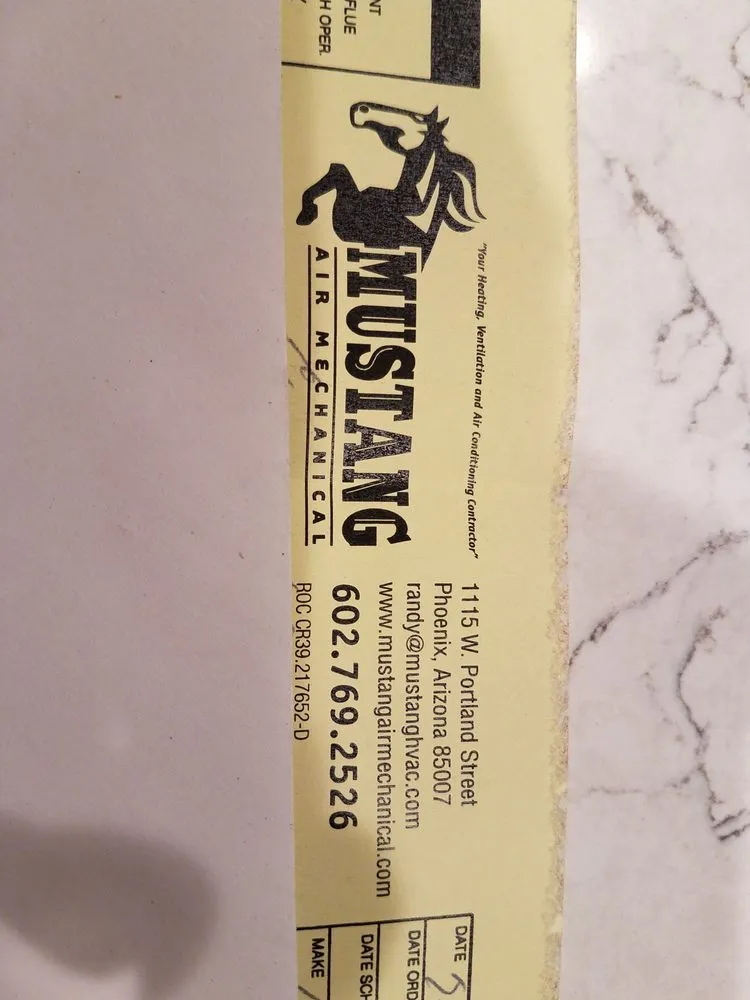 NT
FLUE
H OPER.
"Your Heating, Ventilation and Air Conditioning Contractor"
MUSTANG
AIR MECHANICAL
1115 W. Portland Street
Phoenix, Arizona 85007
randy@mustanghvac.com
www.mustangairmechanical.com
602.769.2526
ROC CR39.217652-D
DATE
DATE ORD
DATE SCH
MAKE